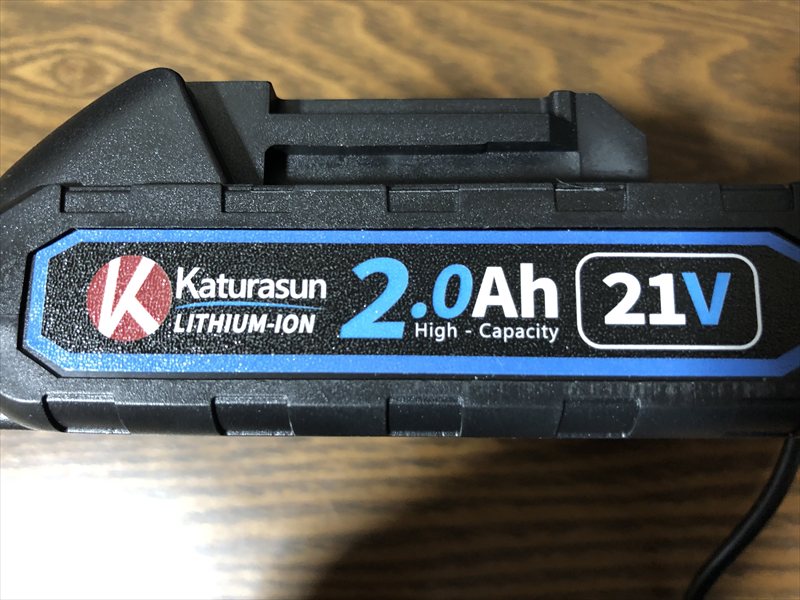 K Katurasun
LITHIUM-ION
2.0Ah
High - Capacity
21V